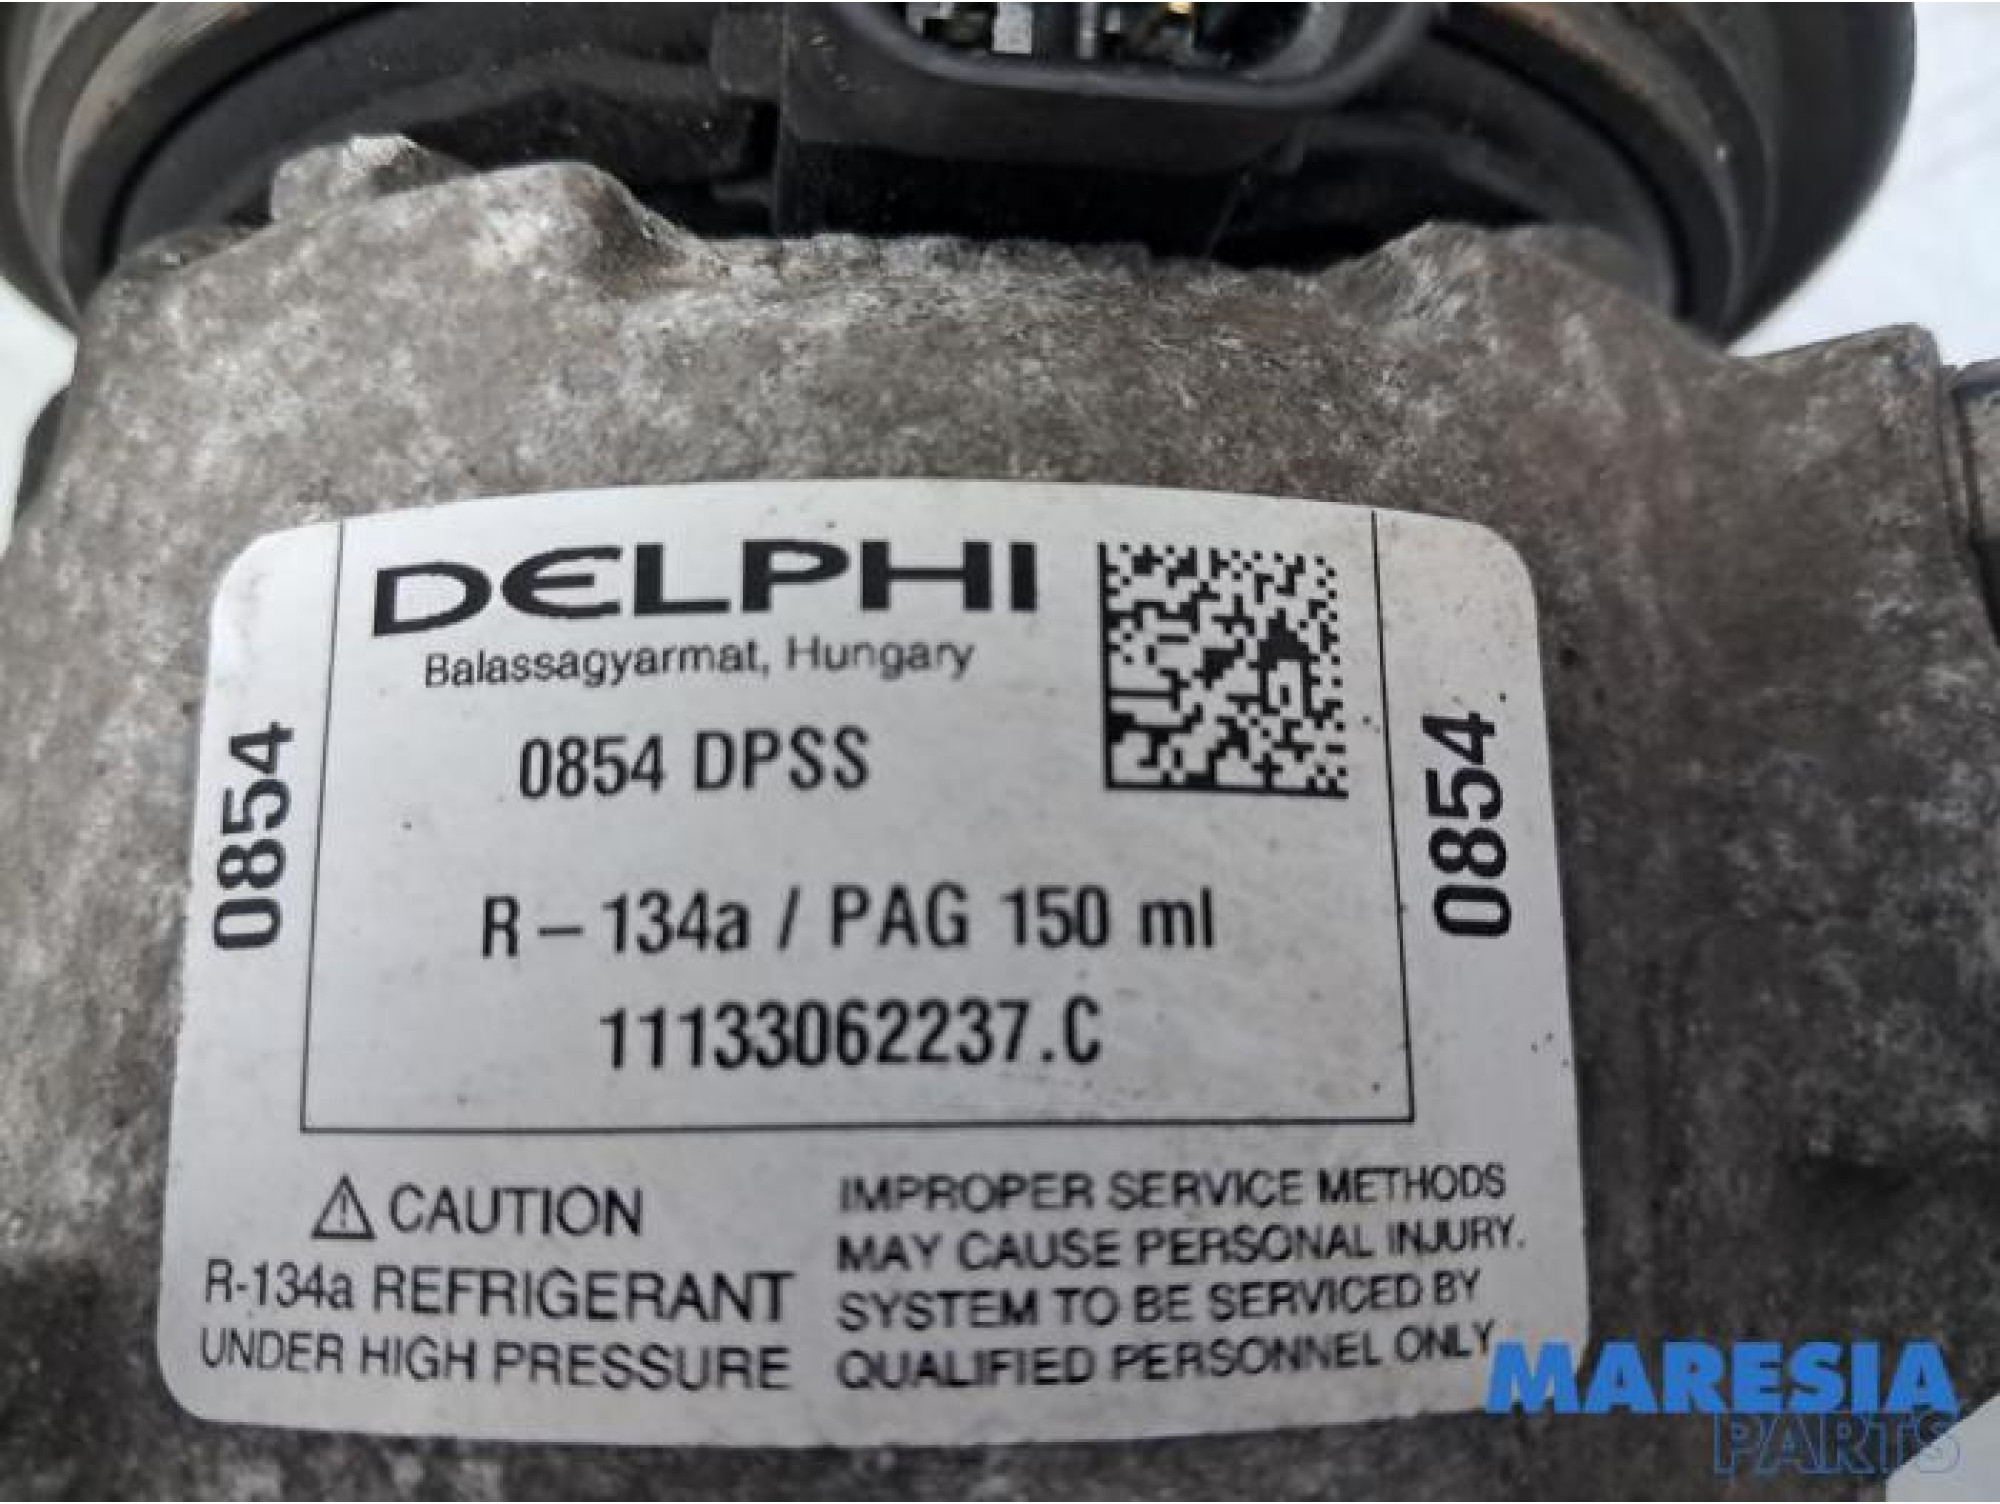 DELPHI
Balassagyarmat, Hungary
0854 DPSS
R-134a / PAG 150 ml
11133062237.C
0854
0854
CAUTION
R-134a REFRIGERANT
UNDER HIGH PRESSURE
IMPROPER SERVICE METHODS
MAY CAUSE PERSONAL INJURY.
SYSTEM TO BE SERVICED BY
QUALIFIED PERSONNEL ONLY
MARESIA
PARTS